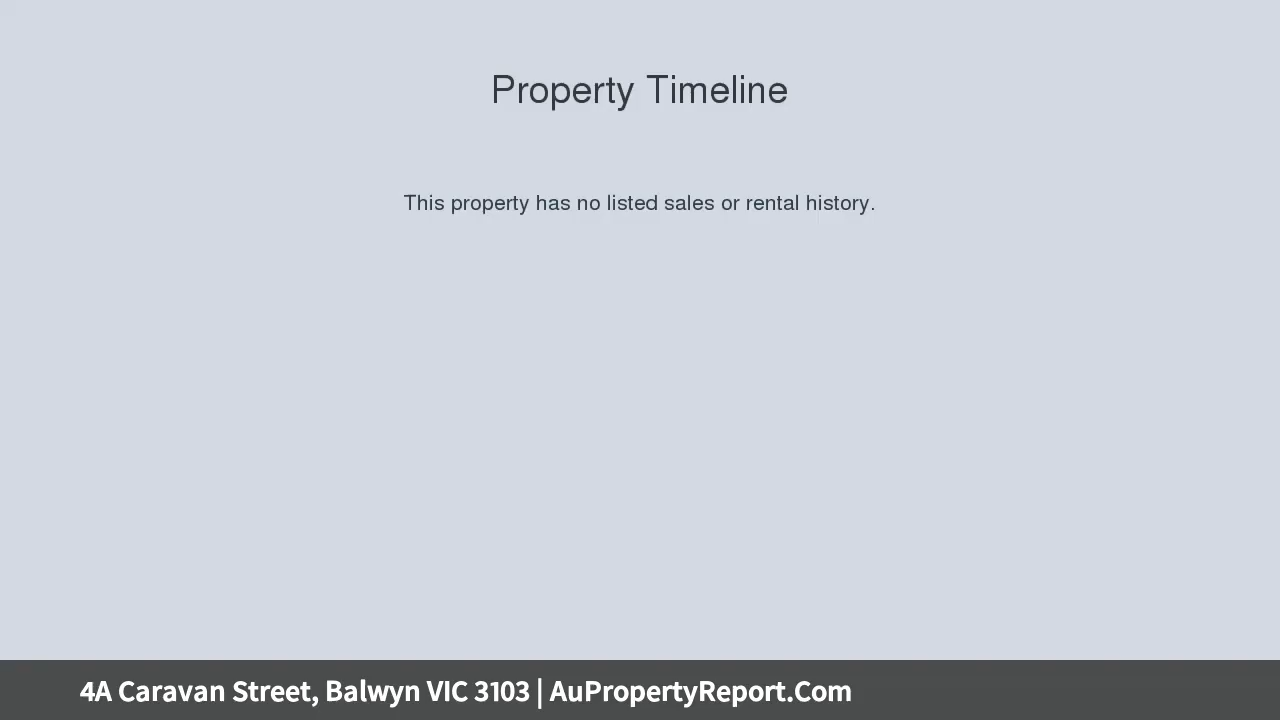 Property Timeline
This property has no listed sales or rental history.
4A Caravan Street, Balwyn VIC 3103 | AuPropertyReport.Com